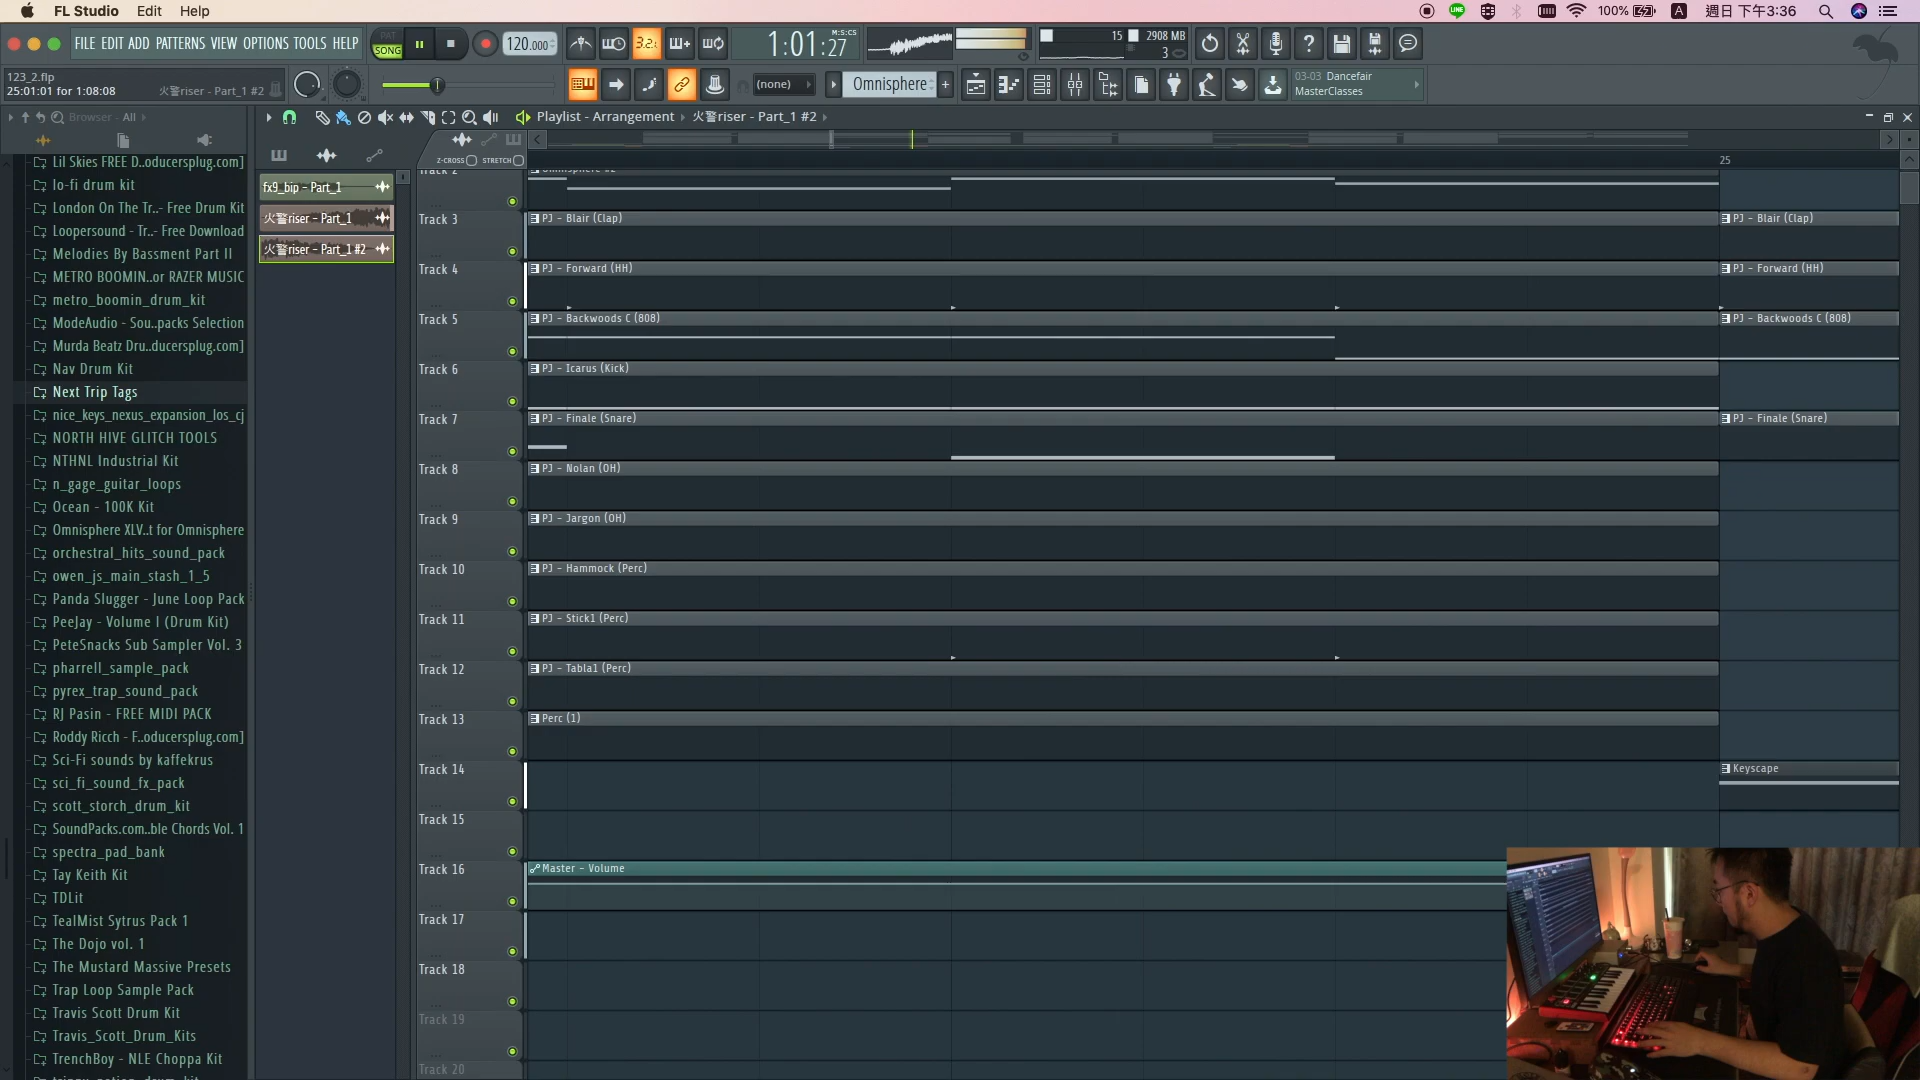 FL Studio Edit Help
100% A 週日 下午3:36
FILE EDIT ADD PATTERNS VIEW OPTIONS TOOLS HELP
PAT
SONG
120.000
3.2.
1:01:27
M:S:CS
15
2908 MB
3
123_2.flp
25:01:01 for 1:08:08
火警riser - Part_1 #2
(none)
Omnisphere
03-03 Dancefair
MasterClasses
Browser - All
Playlist - Arrangement
火警riser - Part_1 #2
Z-CROSS STRETCH
25
fx9_bip - Part_1
火警riser - Part_1
火警riser - Part_1 #2
Lil Skies FREE D..oducersplug.com]
lo-fi drum kit
London On The Tr..- Free Drum Kit
Loopersound - Tr..- Free Download
Melodies By Bassment Part II
METRO BOOMIN..or RAZER MUSIC
metro_boomin_drum_kit
ModeAudio - Sou..packs Selection
Murda Beatz Dru..ducersplug.com]
Nav Drum Kit
Next Trip Tags
nice_keys_nexus_expansion_los_cj
NORTH HIVE GLITCH TOOLS
NTHNL Industrial Kit
n_gage_guitar_loops
Ocean - 100K Kit
Omnisphere XLV..t for Omnisphere
orchestral_hits_sound_pack
owen_js_main_stash_1_5
Panda Slugger - June Loop Pack
PeeJay - Volume I (Drum Kit)
PeteSnacks Sub Sampler Vol. 3
pharrell_sample_pack
pyrex_trap_sound_pack
RJ Pasin - FREE MIDI PACK
Roddy Ricch - F..oducersplug.com]
Sci-Fi sounds by kaffekrus
sci_fi_sound_fx_pack
scott_storch_drum_kit
SoundPacks.com..ble Chords Vol. 1
spectra_pad_bank
Tay Keith Kit
TDLit
TealMist Sytrus Pack 1
The Dojo vol. 1
The Mustard Massive Presets
Trap Loop Sample Pack
Travis Scott Drum Kit
Travis_Scott_Drum_Kits
TrenchBoy - NLE Choppa Kit
Track 2
Track 3 PJ - Blair (Clap) PJ - Blair (Clap)
Track 4 PJ - Forward (HH) PJ - Forward (HH)
Track 5 PJ - Backwoods C (808) PJ - Backwoods C (808)
Track 6 PJ - Icarus (Kick)
Track 7 PJ - Finale (Snare) PJ - Finale (Snare)
Track 8 PJ - Nolan (OH)
Track 9 PJ - Jargon (OH)
Track 10 PJ - Hammock (Perc)
Track 11 PJ - Stick1 (Perc)
Track 12 PJ - Tabla1 (Perc)
Track 13 Perc (1)
Track 14 Keyscape
Track 15
Track 16 Master - Volume
Track 17
Track 18
Track 19
Track 20